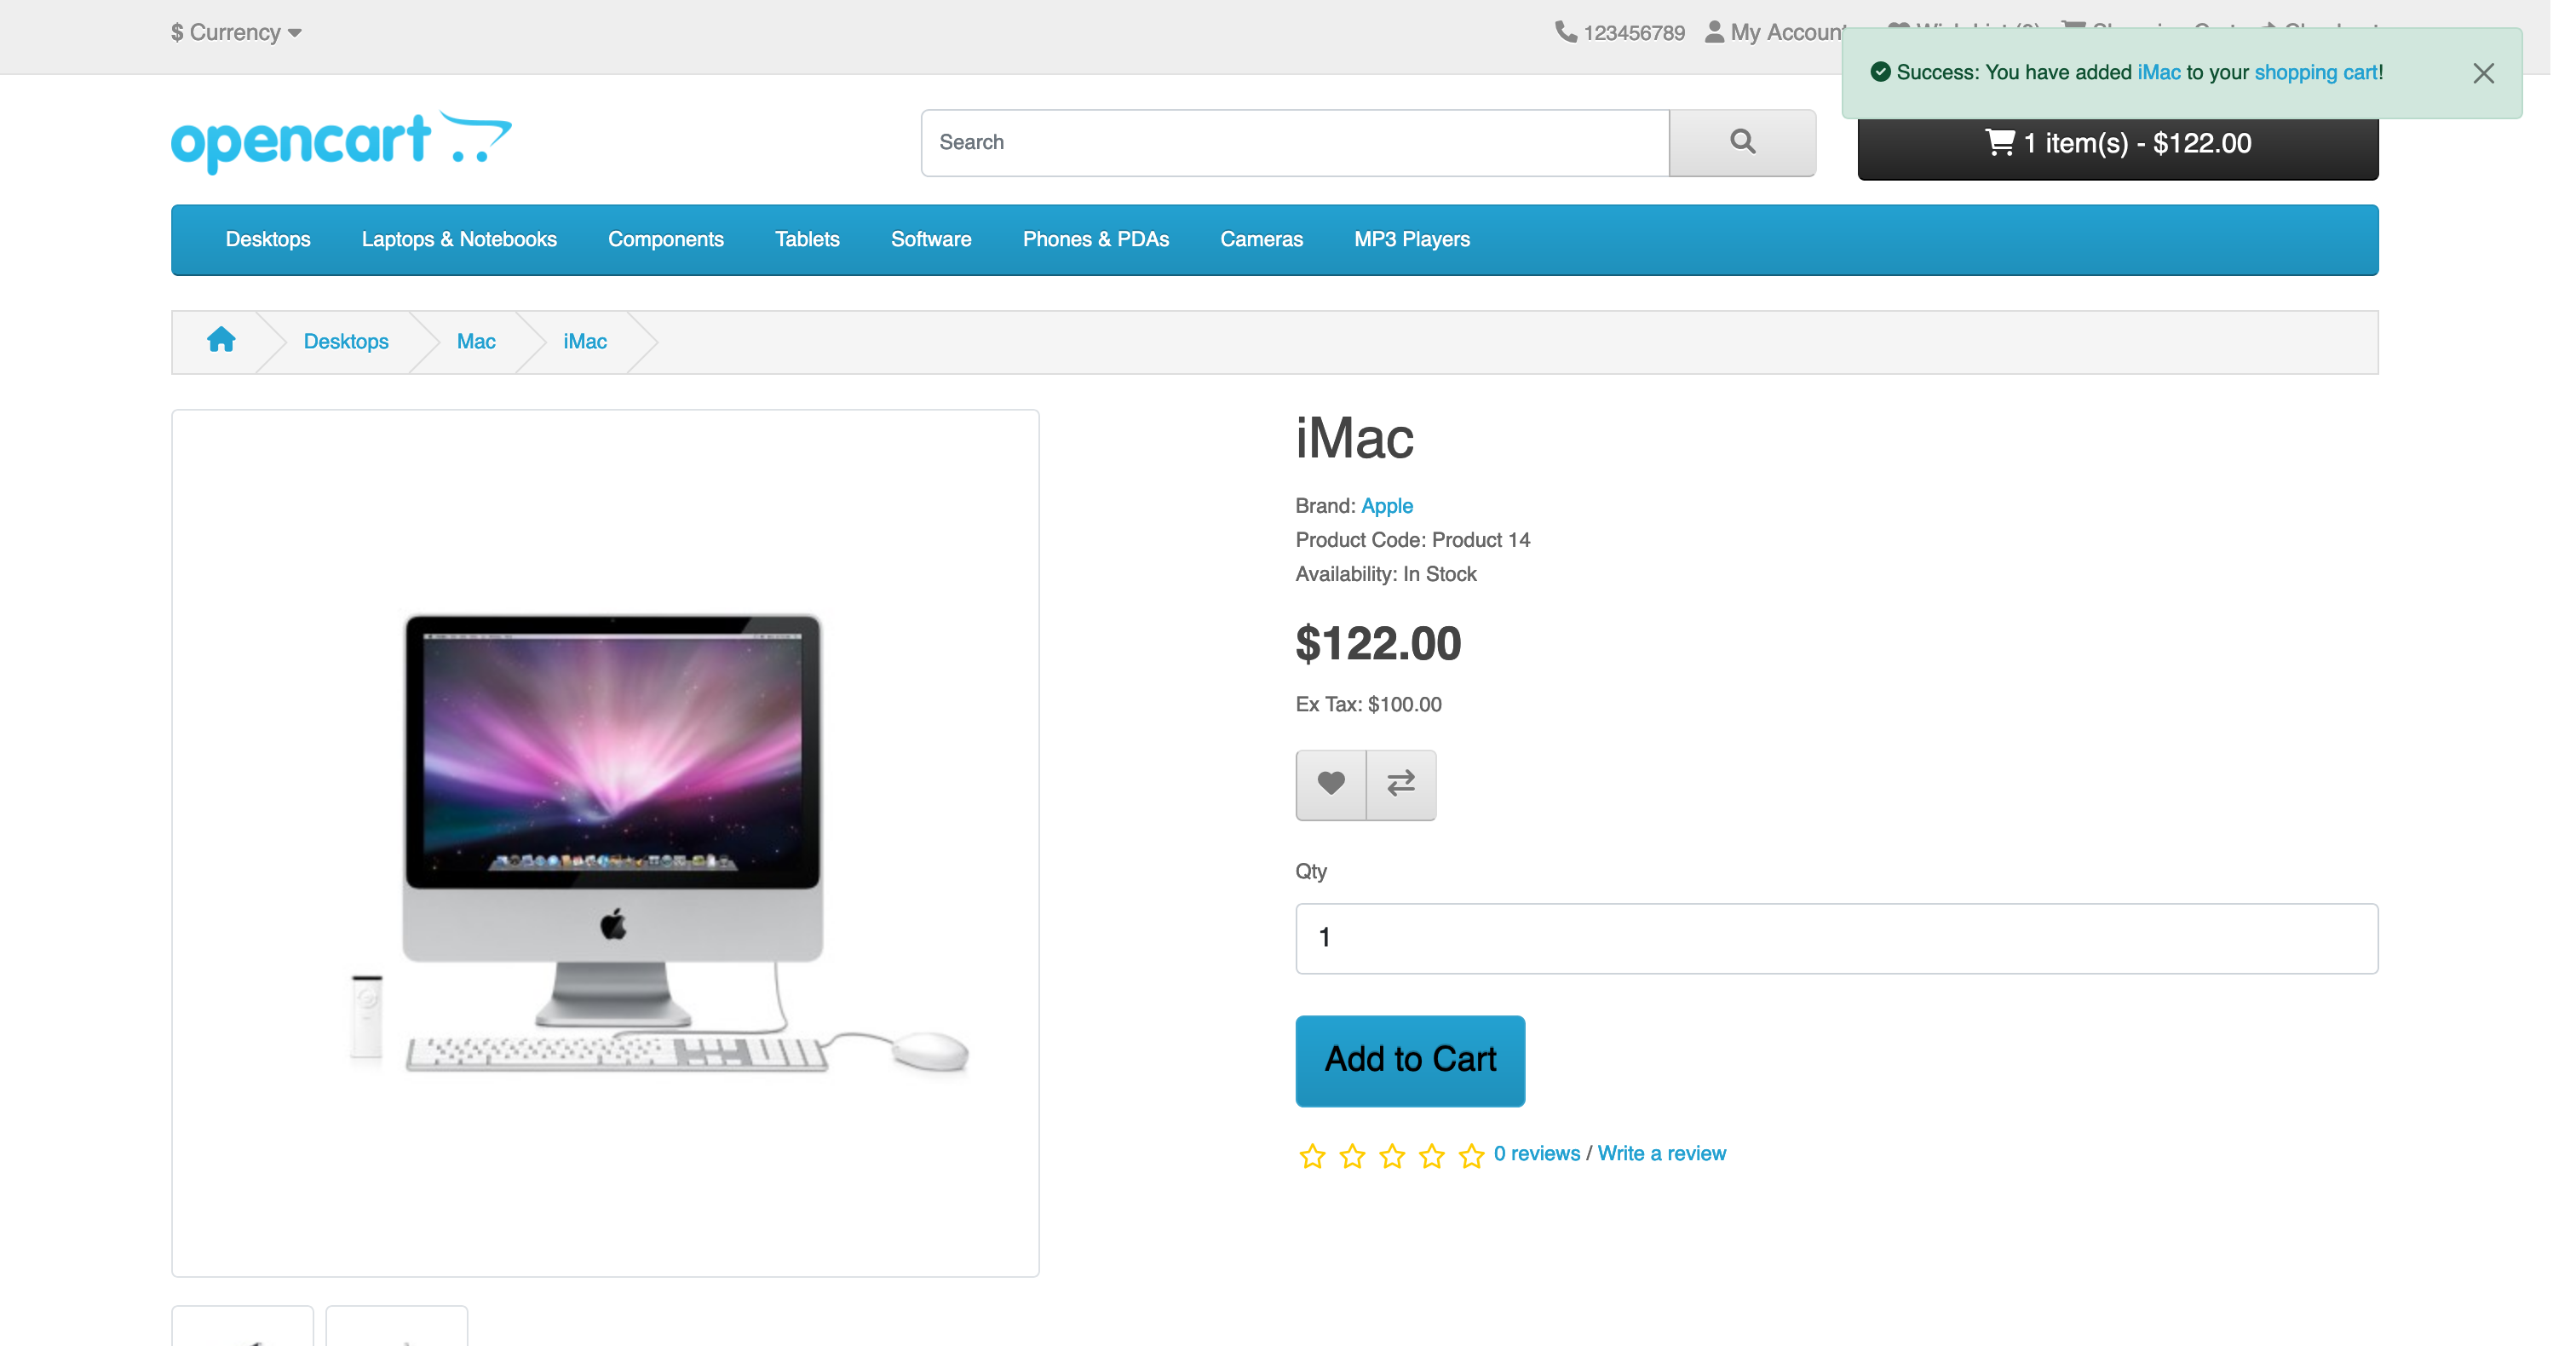 $ Currency
123456789 My Account
Success: You have added iMac to your shopping cart!
opencart
Search
1 item(s) - $122.00
Desktops Laptops & Notebooks Components Tablets Software Phones & PDAs Cameras MP3 Players
Desktops Mac iMac
iMac
Brand: Apple
Product Code: Product 14
Availability: In Stock
$122.00
Ex Tax: $100.00
Qty
1
Add to Cart
0 reviews / Write a review